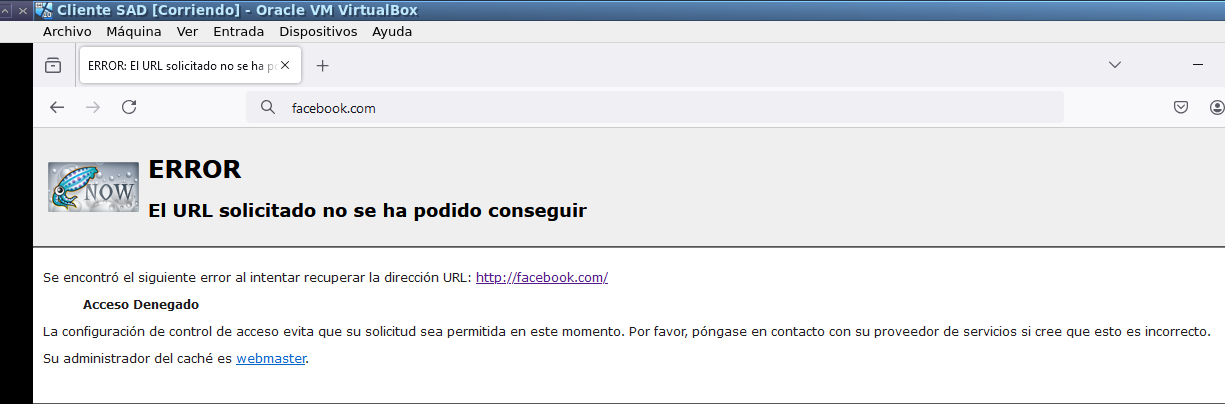 Cliente SAD [Corriendo] - Oracle VM VirtualBox
Archivo Máquina Ver Entrada Dispositivos Ayuda
ERROR: El URL solicitado no se ha po
facebook.com
NOW
ERROR
El URL solicitado no se ha podido conseguir
Se encontró el siguiente error al intentar recuperar la dirección URL: http://facebook.com/
Acceso Denegado
La configuración de control de acceso evita que su solicitud sea permitida en este momento. Por favor, póngase en contacto con su proveedor de servicios si cree que esto es incorrecto.
Su administrador del caché es webmaster.